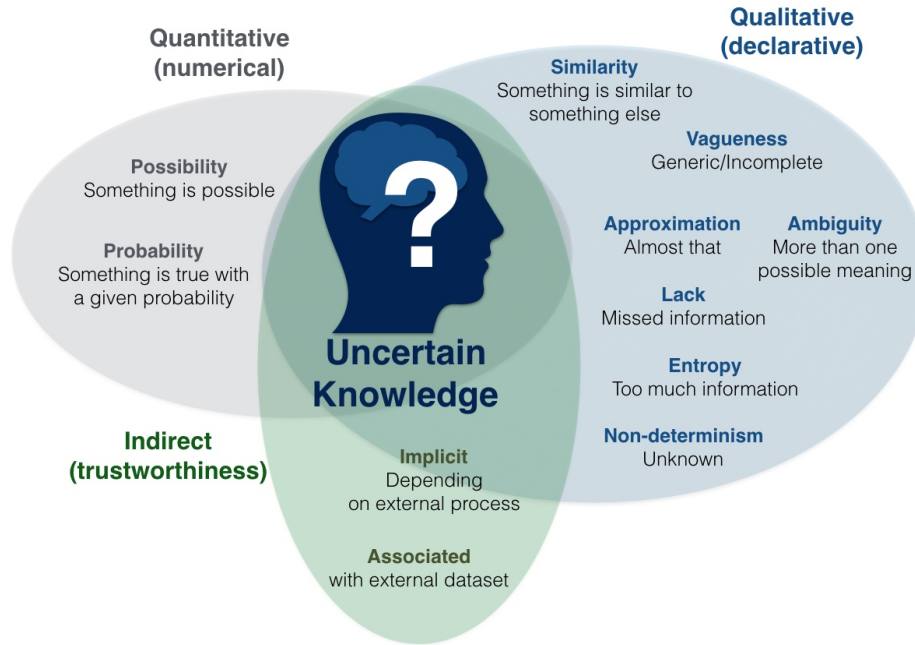 Quantitative
(numerical)
Qualitative
(declarative)
Similarity
Something is similar to
something else
Vagueness
Generic/Incomplete
Possibility
Something is possible
Approximation
Almost that
Ambiguity
More than one
possible meaning
Probability
Something is true with
a given probability
?
Lack
Missed information
Uncertain
Knowledge
Entropy
Too much information
Indirect
(trustworthiness)
Non-determinism
Unknown
Implicit
Depending
on external process
Associated
with external dataset